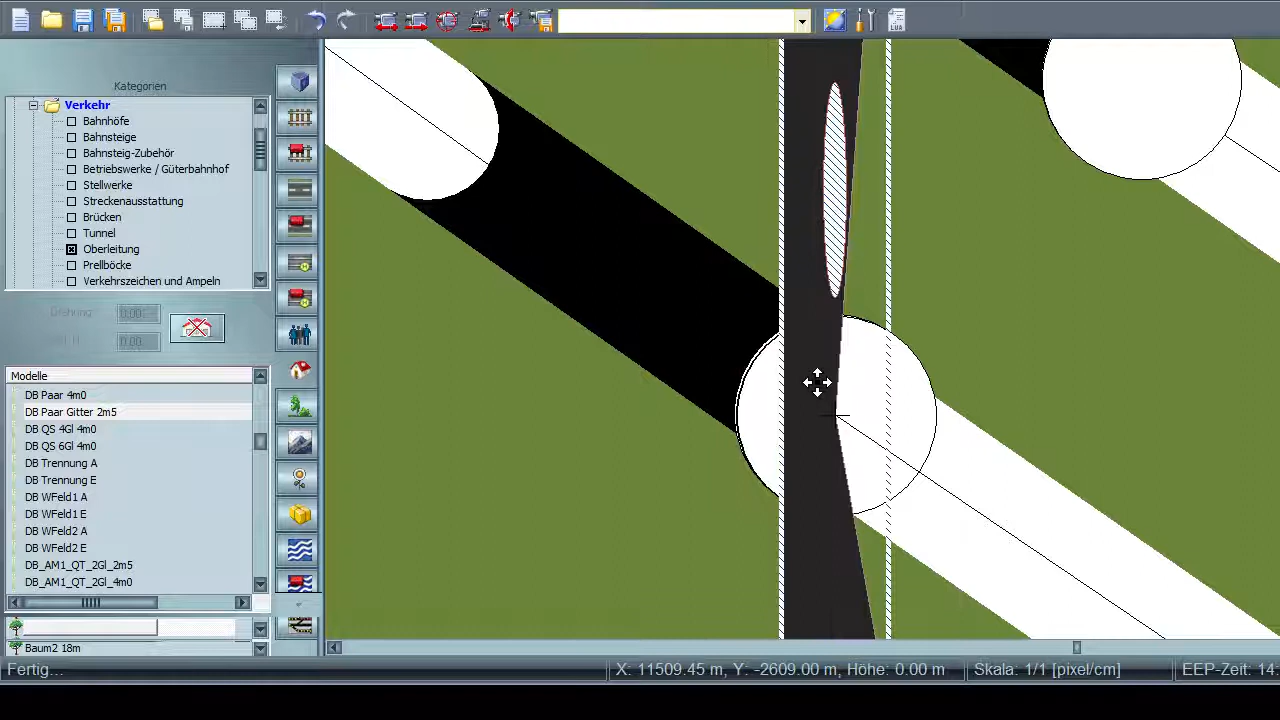 LUA
Kategorien
Verkehr
Bahnhöfe
Bahnsteige
Bahnsteig-Zubehör
Betriebswerke / Güterbahnhof
Stellwerke
Streckenausstattung
Brücken
Tunnel
Oberleitung
Prellböcke
Verkehrszeichen und Ampeln
Drehung:
0.00
0.00
Modelle
DB Paar 4m0
DB Paar Gitter 2m5
DB QS 4Gl 4m0
DB QS 6Gl 4m0
DB Trennung A
DB Trennung E
DB WFeld1 A
DB WFeld1 E
DB WFeld2 A
DB WFeld2 E
DB_AM1_QT_2Gl_2m5
DB_AM1_QT_2Gl_4m0
Baum2 18m
Fertig... X: 11509.45 m, Y: -2609.00 m, Höhe: 0.00 m Skala: 1/1 [pixel/cm] EEP-Zeit: 14: